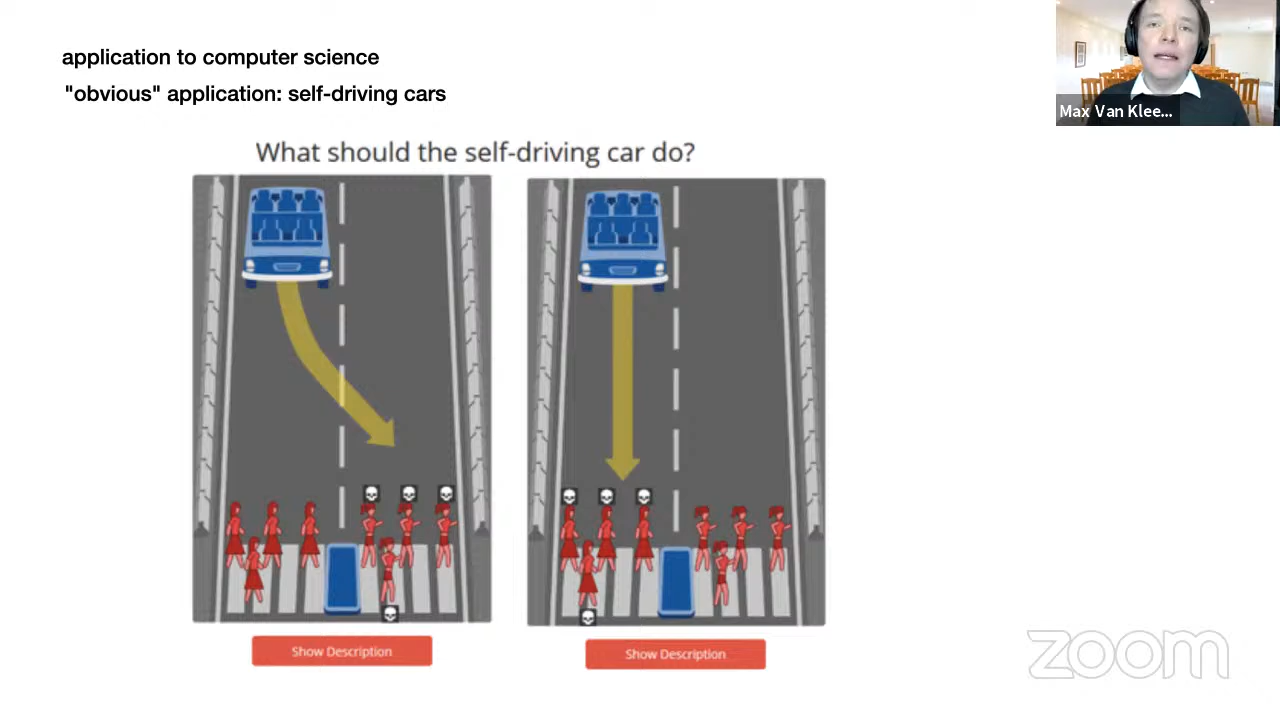 application to computer science
"obvious" application: self-driving cars
Max Van Klee...
What should the self-driving car do?
Show Description
Show Description
zoom